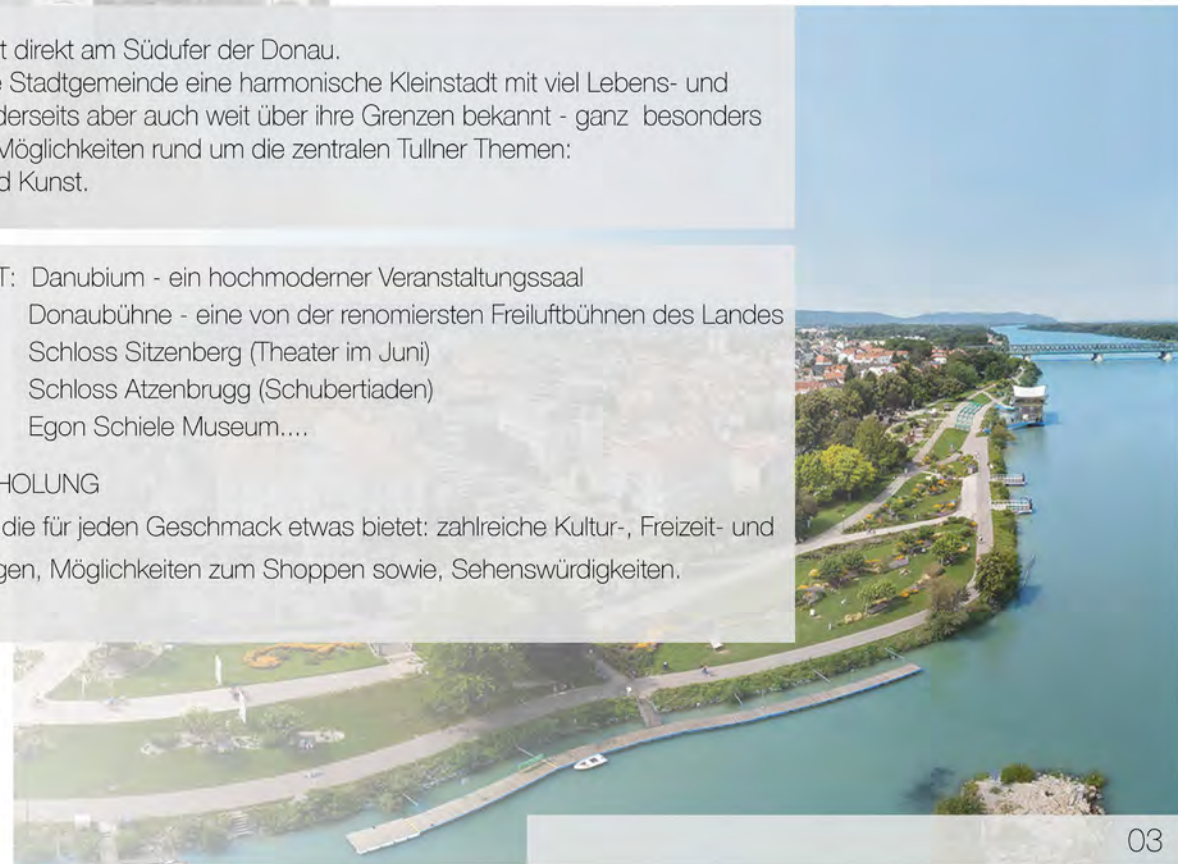 t direkt am Südufer der Donau.
e Stadtgemeinde eine harmonische Kleinstadt mit viel Lebens- und
derseits aber auch weit über ihre Grenzen bekannt - ganz besonders
Möglichkeiten rund um die zentralen Tullner Themen:
d Kunst.
T: Danubium - ein hochmoderner Veranstaltungssaal
Donaubühne - eine von der renomiersten Freiluftbühnen des Landes
Schloss Sitzenberg (Theater im Juni)
Schloss Atzenbrugg (Schubertiaden)
Egon Schiele Museum....
HOLUNG
die für jeden Geschmack etwas bietet: zahlreiche Kultur-, Freizeit- und
gen, Möglichkeiten zum Shoppen sowie, Sehenswürdigkeiten.
03